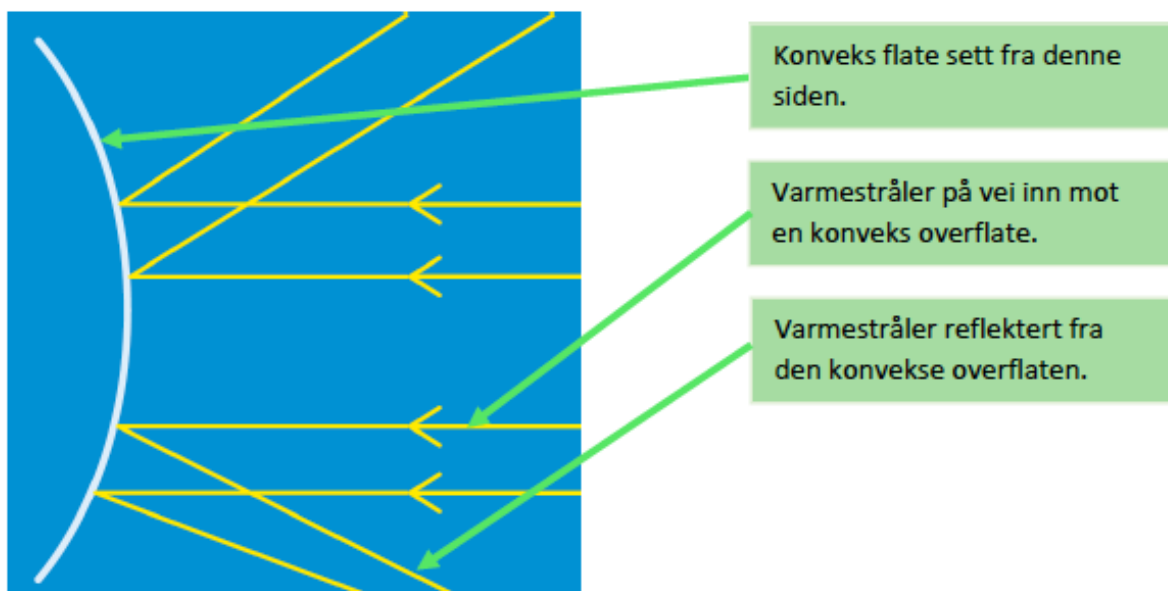 Konveks flate sett fra denne
siden.
Varmestråler på vei inn mot
en konveks overflate.
Varmestråler reflektert fra
den konvekse overflaten.